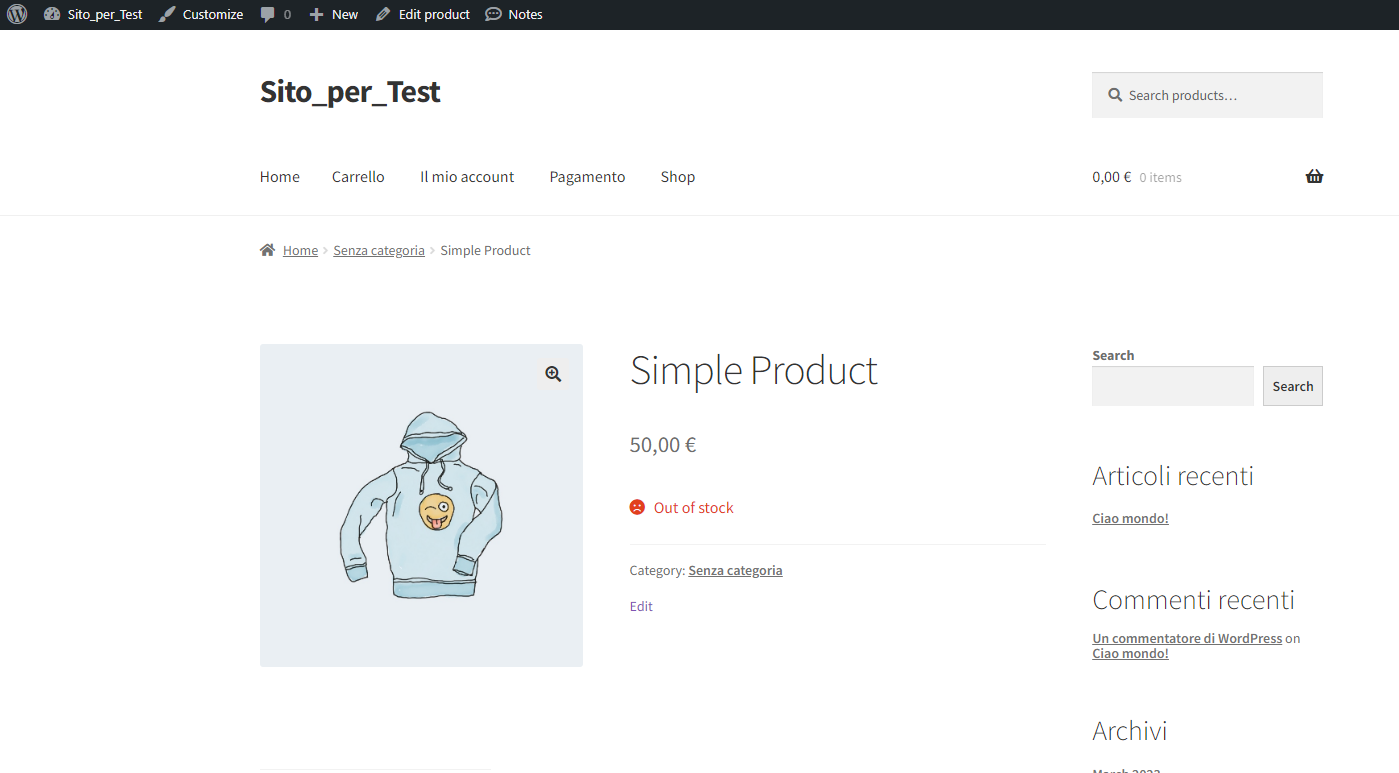 Sito_per_Test Customize 0 New Edit product Notes
Sito_per_Test
Search products…
Home Carrello Il mio account Pagamento Shop
0,00 € 0 items
Home Senza categoria Simple Product
Simple Product
50,00 €
Out of stock
Category: Senza categoria
Edit
Search
Search
Articoli recenti
Ciao mondo!
Commenti recenti
Un commentatore di WordPress on
Ciao mondo!
Archivi